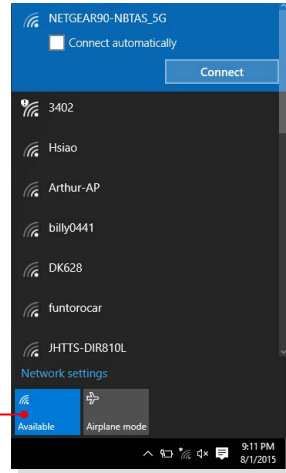 NETGEAR90-NBTAS_5G
Connect automatically
Connect
3402
Hsiao
Arthur-AP
billy0441
DK628
funtorocar
JHTTS-DIR810L
Network settings
Available
Airplane mode
9:11 PM
8/1/2015